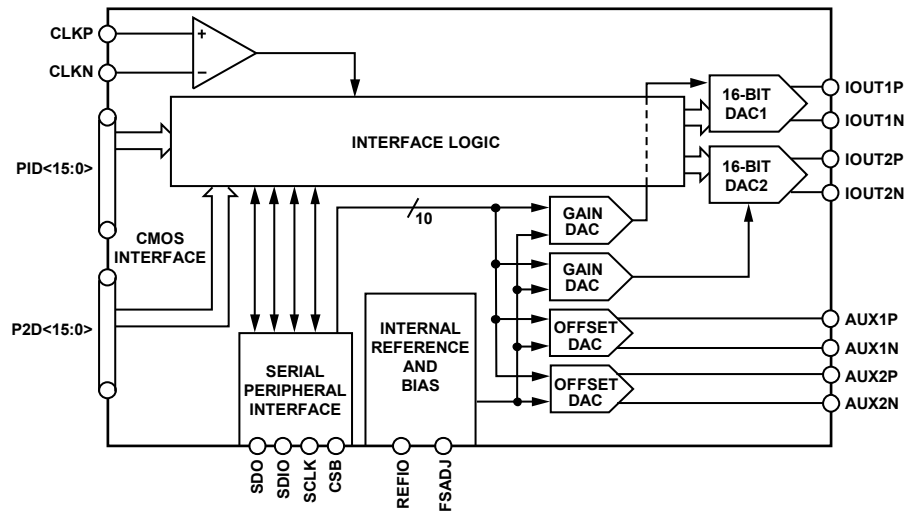 CLKP
CLKN
PID<15:0>
CMOS
INTERFACE
P2D<15:0>
INTERFACE LOGIC
10
SERIAL
PERIPHERAL
INTERFACE
INTERNAL
REFERENCE
AND
BIAS
GAIN
DAC
GAIN
DAC
OFFSET
DAC
OFFSET
DAC
16-BIT
DAC1
16-BIT
DAC2
IOUT1P
IOUT1N
IOUT2P
IOUT2N
AUX1P
AUX1N
AUX2P
AUX2N
SDO
SDIO
SCLK
CSB
REFIO
FSADJ
+
−